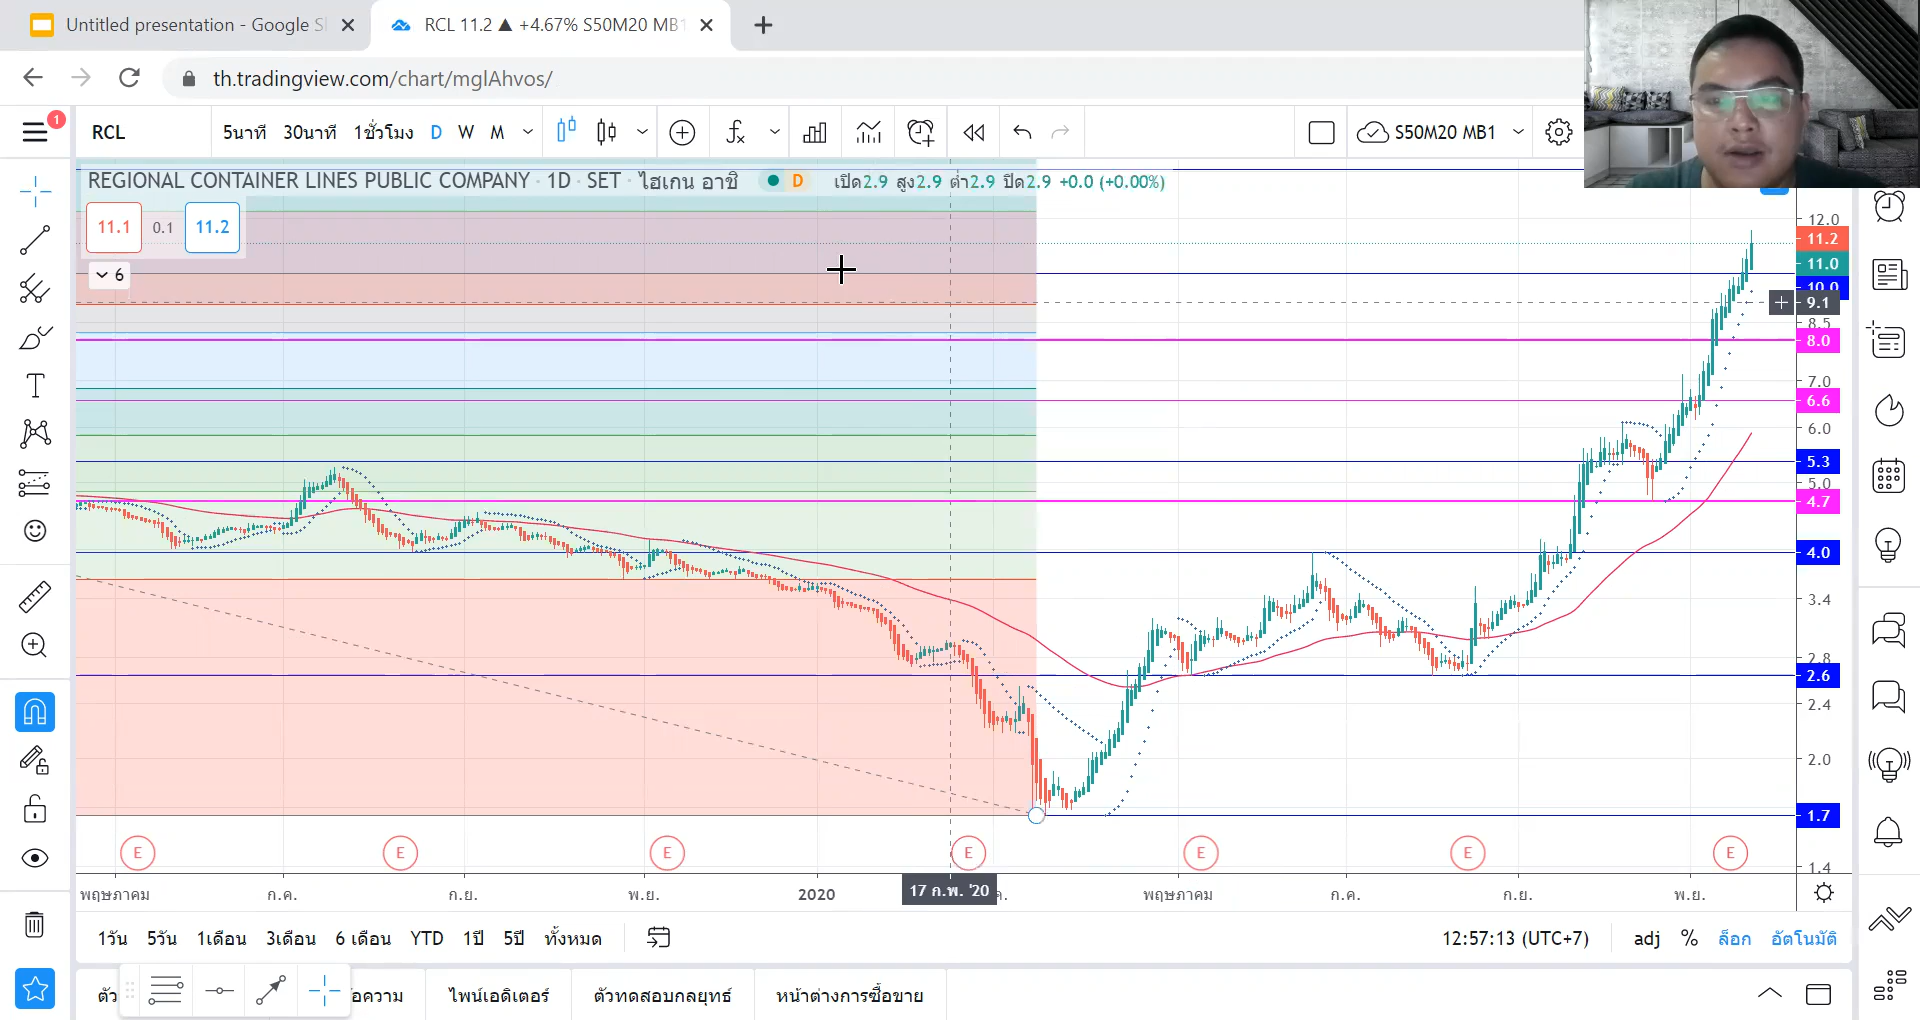 Untitled presentation - Google Sl
RCL 11.2 ▲ +4.67% S50M20 MB1
th.tradingview.com/chart/mglAhvos/
1
RCL
5นาที 30นาที 1ชั่วโมง D W M
S50M20 MB1
REGIONAL CONTAINER LINES PUBLIC COMPANY · 1D · SET · ไฮเกน อาชิ D เปิด2.9 สูง2.9 ต่ำ2.9 ปิด2.9 +0.0 (+0.00%)
11.1 0.1 11.2
6
12.0
11.2
11.0
10.0
9.1
8.5
8.0
7.0
6.6
6.0
5.3
5.0
4.7
4.0
3.4
2.8
2.6
2.4
2.0
1.7
1.4
E E E E E E E
พฤษภาคม ก.ค. ก.ย. พ.ย. 2020 17 ก.พ. '20 พฤษภาคม ก.ค. ก.ย. พ.ย.
1วัน 5วัน 1เดือน 3เดือน 6 เดือน YTD 1ปี 5ปี ทั้งหมด
12:57:13 (UTC+7) adj % ล็อก อัตโนมัติ
ไพน์เอดิเตอร์ ตัวทดสอบกลยุทธ์ หน้าต่างการซื้อขาย